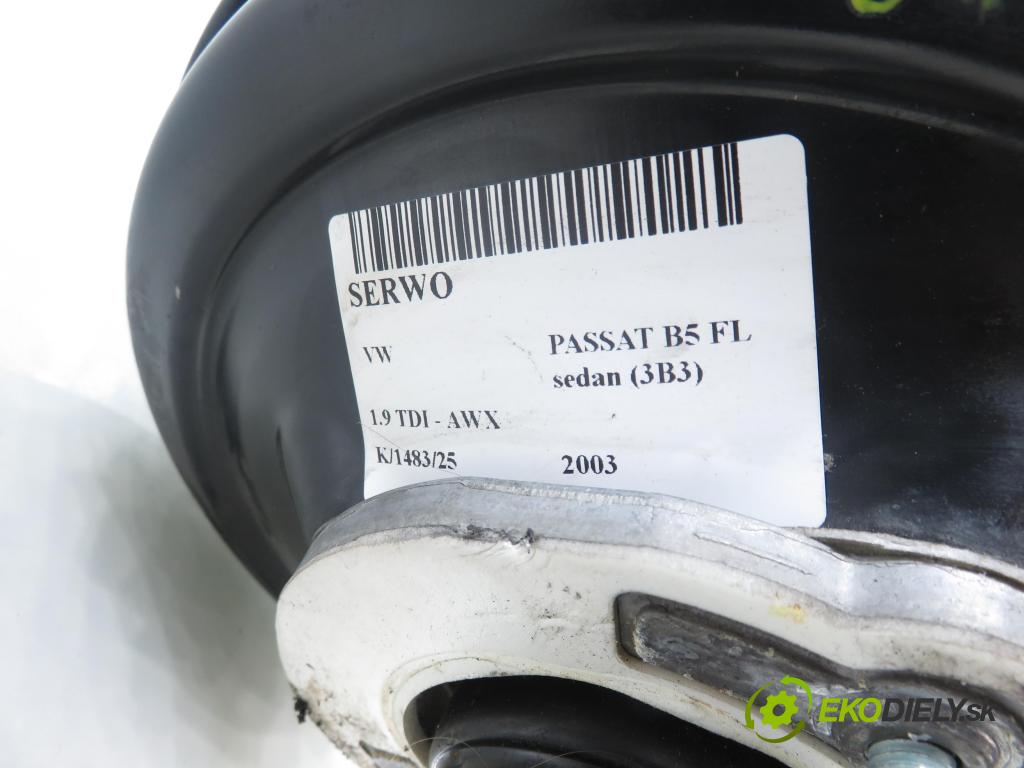 SERWO
VW
PASSAT B5 FL
sedan (3B3)
1.9 TDI - AWX
K/1483/25
2003
EKODIELY.SK